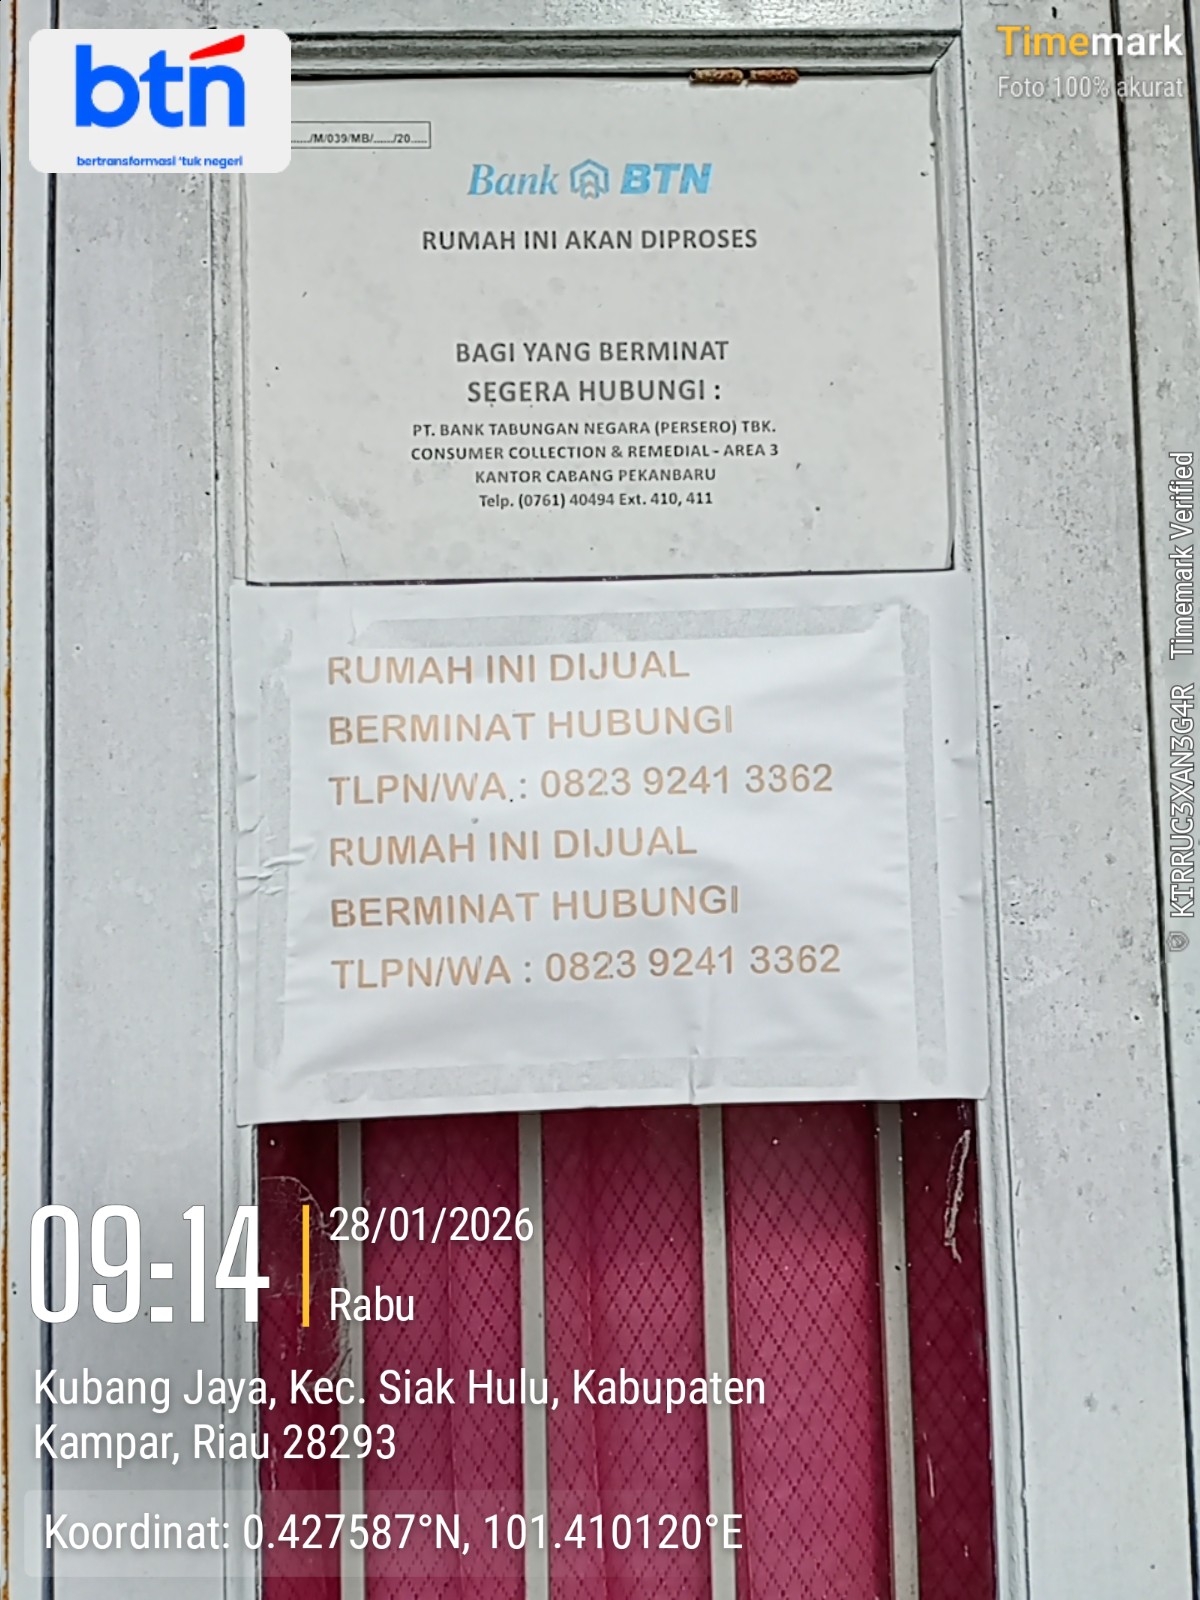 btn
bertransformasi 'tuk negeri
Timemark
Foto 100% akurat
....../M/039/MB/....../20.....
Bank BTN
RUMAH INI AKAN DIPROSES
BAGI YANG BERMINAT
SEGERA HUBUNGI :
PT. BANK TABUNGAN NEGARA (PERSERO) TBK.
CONSUMER COLLECTION & REMEDIAL - AREA 3
KANTOR CABANG PEKANBARU
Telp. (0761) 40494 Ext. 410, 411
RUMAH INI DIJUAL
BERMINAT HUBUNGI
TLPN/WA : 0823 9241 3362
RUMAH INI DIJUAL
BERMINAT HUBUNGI
TLPN/WA : 0823 9241 3362
KTRRUC3XAN3G4R Timemark Verified
09:14
28/01/2026
Rabu
Kubang Jaya, Kec. Siak Hulu, Kabupaten
Kampar, Riau 28293
Koordinat: 0.427587°N, 101.410120°E